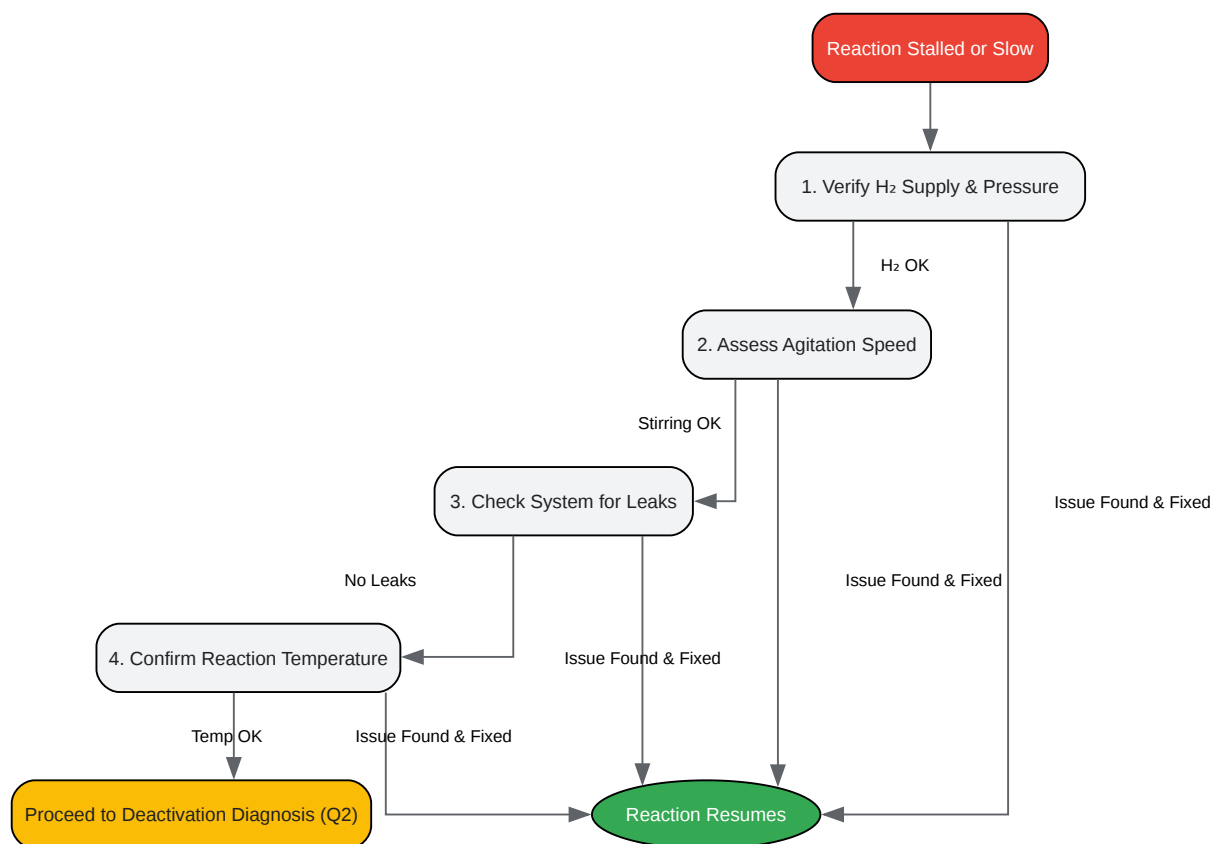 Reaction Stalled or Slow
1. Verify H₂ Supply & Pressure
H₂ OK
2. Assess Agitation Speed
Stirring OK
3. Check System for Leaks
Issue Found & Fixed
No Leaks
Issue Found & Fixed
4. Confirm Reaction Temperature
Issue Found & Fixed
Temp OK
Issue Found & Fixed
Proceed to Deactivation Diagnosis (Q2)
Reaction Resumes